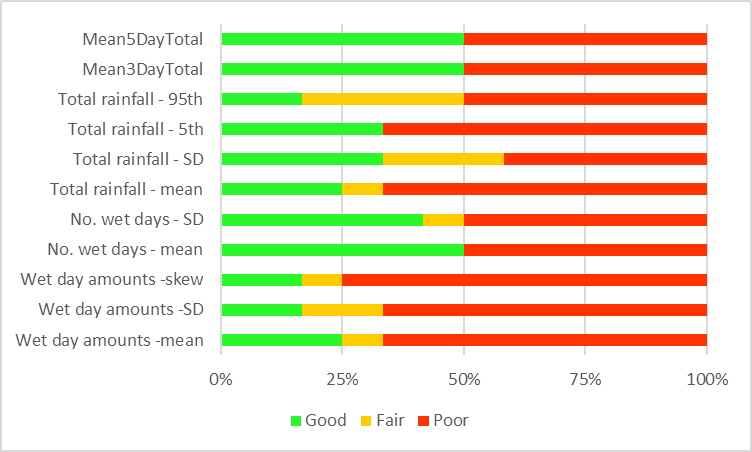 Mean5DayTotal
Mean3DayTotal
Total rainfall - 95th
Total rainfall - 5th
Total rainfall - SD
Total rainfall - mean
No. wet days - SD
No. wet days - mean
Wet day amounts -skew
Wet day amounts -SD
Wet day amounts -mean
0% 25% 50% 75% 100%
Good Fair Poor